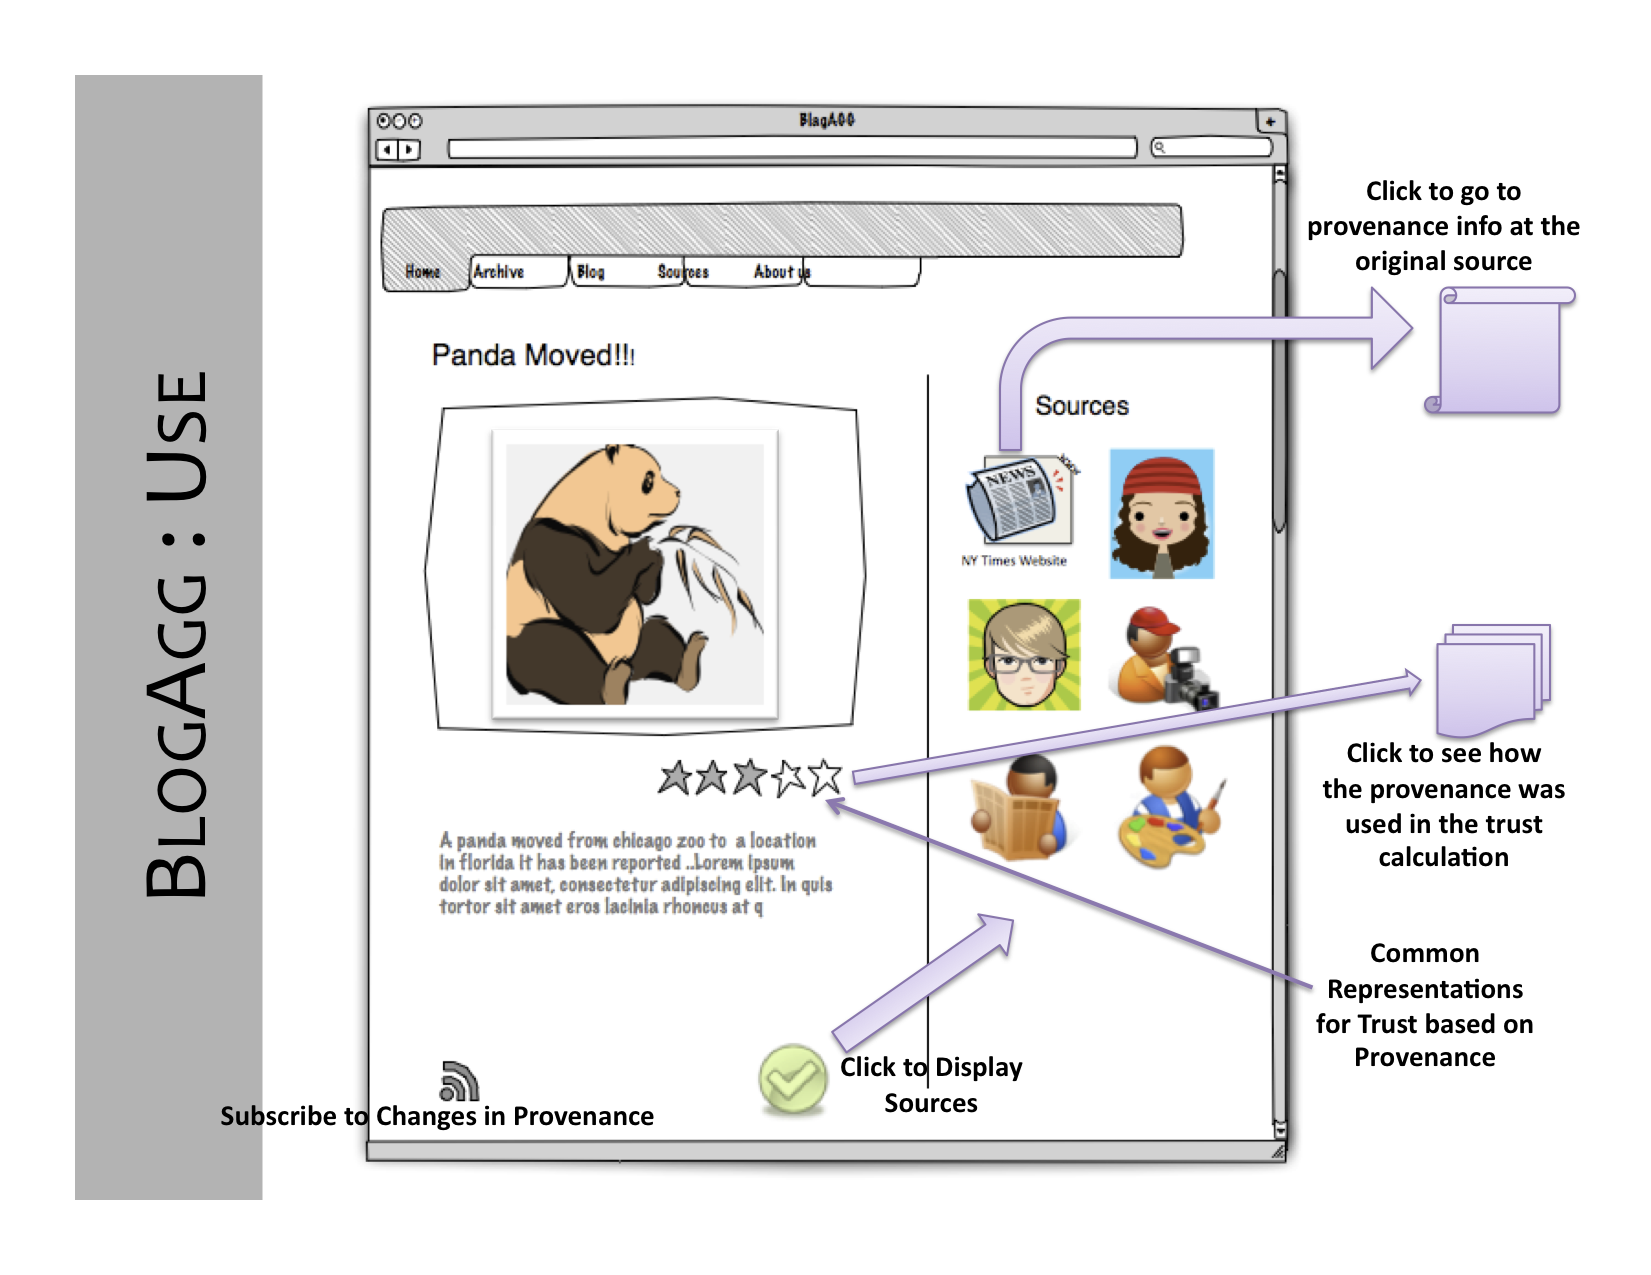 BLOGAGG : USE
BlagAGG
Home Archive Blog Sources About us
Panda Moved!!!
Sources
NEWS
NY Times Website
A panda moved from chicago zoo to a location
in florida it has been reported ..Lorem ipsum
dolor sit amet, consectetur adipiscing elit. In quis
tortor sit amet eros lacinia rhoncus at q
Click to go to
provenance info at the
original source
Click to see how
the provenance was
used in the trust
calculation
Common
Representations
for Trust based on
Provenance
Click to Display
Sources
Subscribe to Changes in Provenance